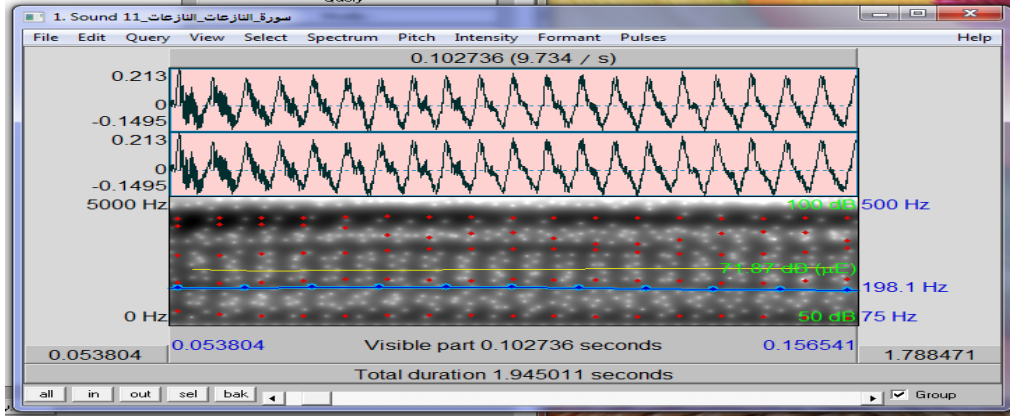 Query
1. Sound 11_سورة_النازعات_النازعات
File Edit Query View Select Spectrum Pitch Intensity Formant Pulses Help
0.102736 (9.734 / s)
0.213
0
-0.1495
0.213
0
-0.1495
5000 Hz
100 dB
500 Hz
71.87 dB (µE)
198.1 Hz
0 Hz
50 dB
75 Hz
0.053804
0.053804
Visible part 0.102736 seconds
0.156541
1.788471
Total duration 1.945011 seconds
all in out sel bak
Group